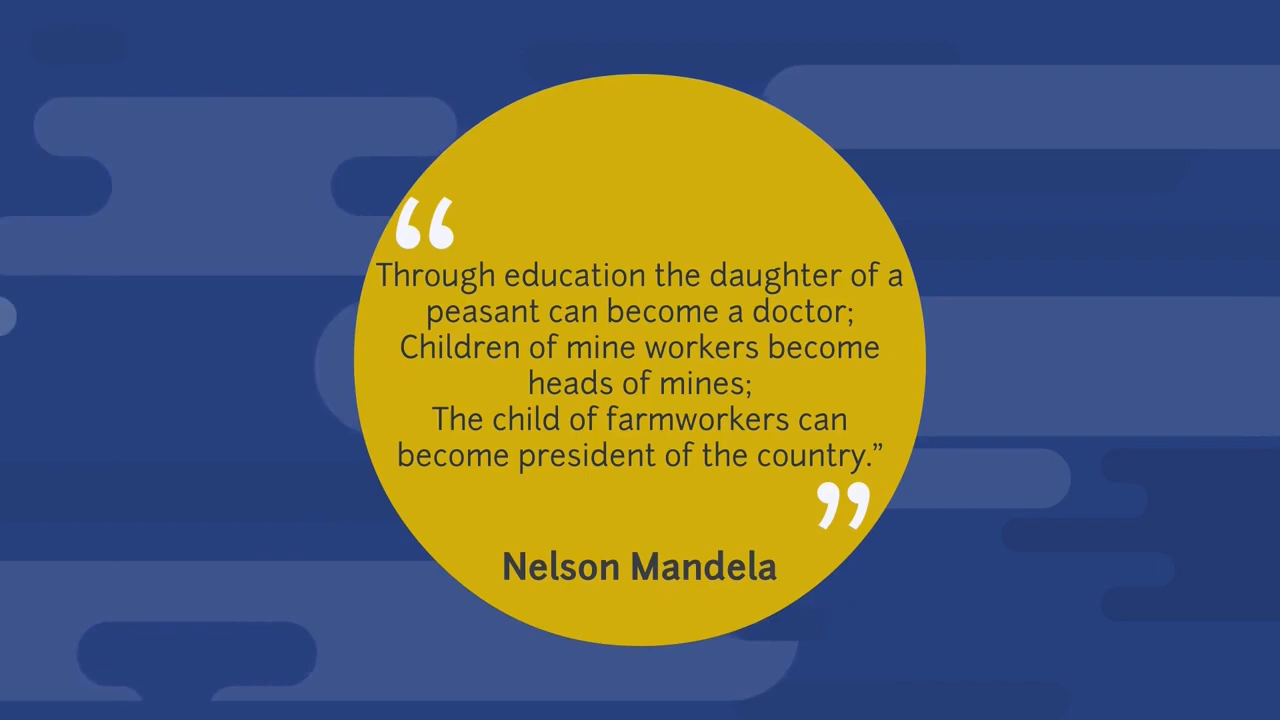 “
Through education the daughter of a
peasant can become a doctor;
Children of mine workers become
heads of mines;
The child of farmworkers can
become president of the country.”
”
Nelson Mandela